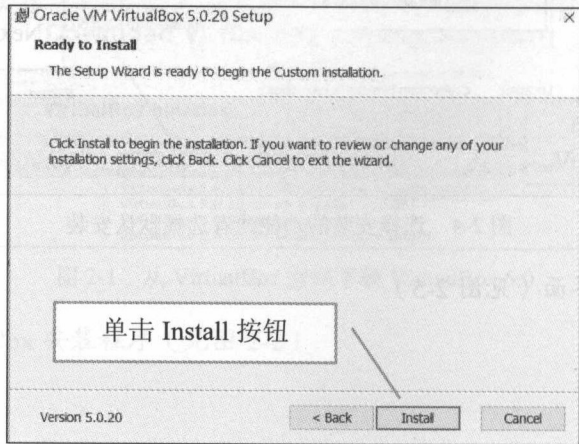 Oracle VM VirtualBox 5.0.20 Setup
Ready to Install
The Setup Wizard is ready to begin the Custom installation.
Click Install to begin the installation. If you want to review or change any of your
installation settings, click Back. Click Cancel to exit the wizard.
单击 Install 按钮
Version 5.0.20
< Back
Install
Cancel